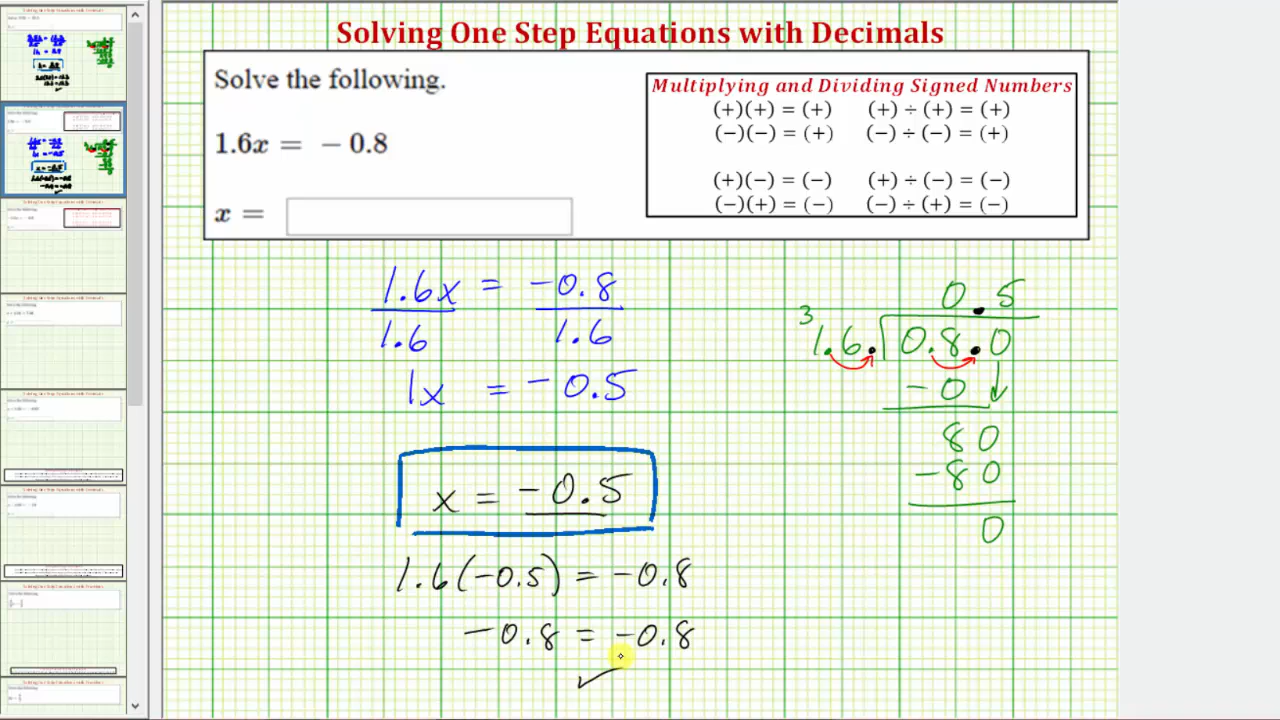 Solving One Step Equations with Decimals
Solve the following.
1.6x = − 0.8
x =
Multiplying and Dividing Signed Numbers
(+)(+) = (+) (+) ÷ (+) = (+)
(−)(−) = (+) (−) ÷ (−) = (+)
(+)(−) = (−) (+) ÷ (−) = (−)
(−)(+) = (−) (−) ÷ (+) = (−)
1.6x = −0.8
1.6 1.6
1x = −0.5
x = −0.5
1.6(−0.5) = −0.8
−0.8 = −0.8
✓
0.5
3
1.6. 0.8.0
−0
80
−80
0